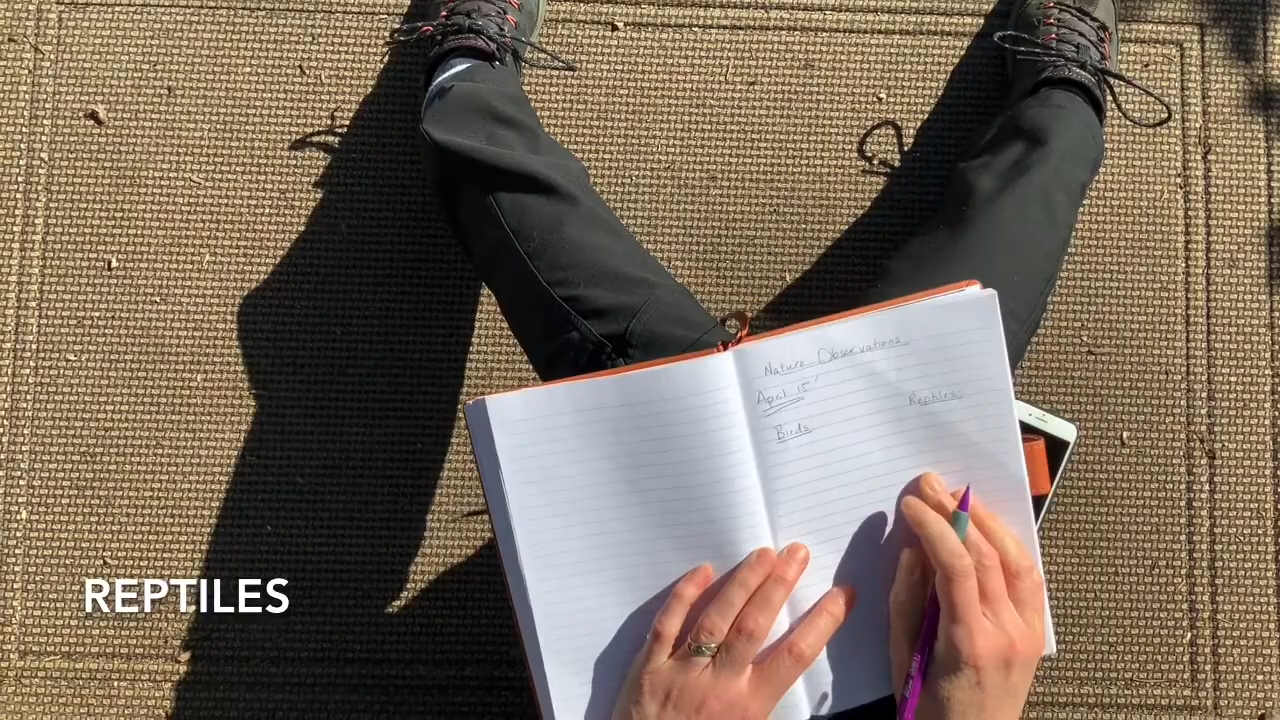 Nature Observations
April 15
Reptiles
Birds
REPTILES